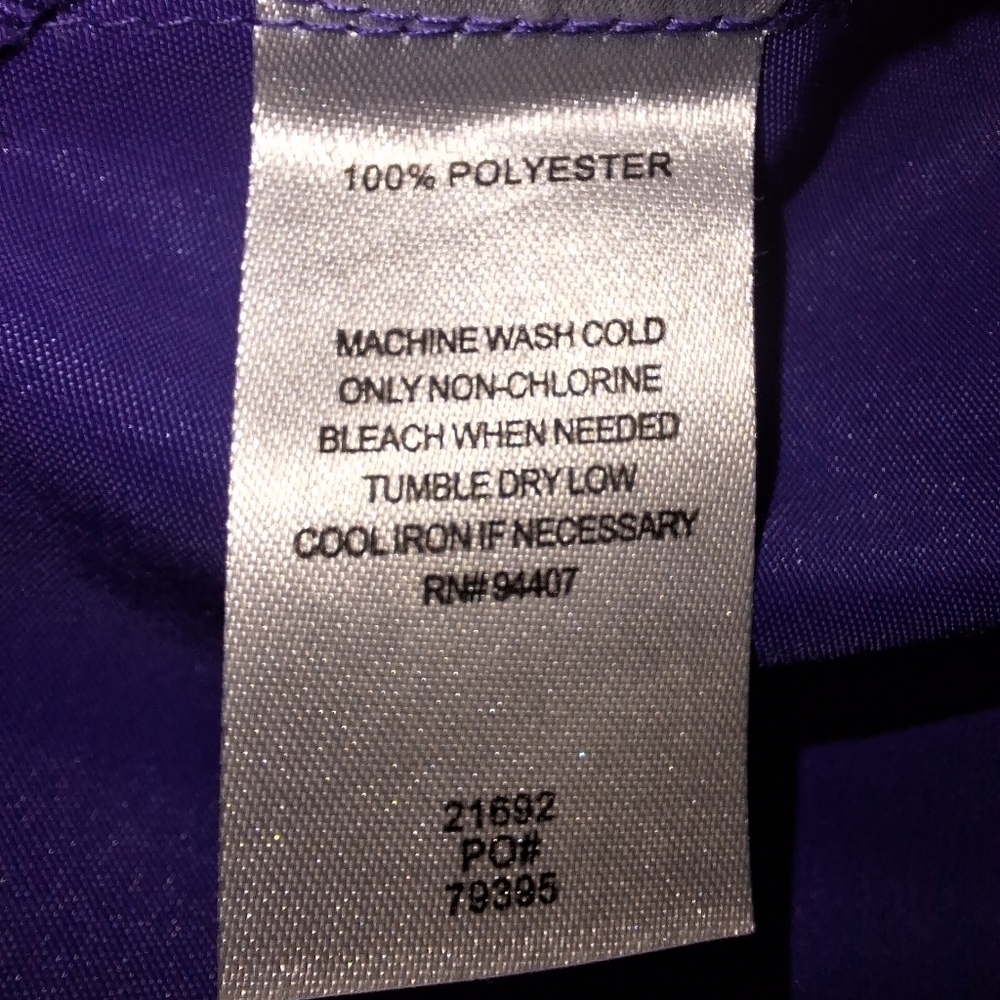 100% POLYESTER
MACHINE WASH COLD
ONLY NON-CHLORINE
BLEACH WHEN NEEDED
TUMBLE DRY LOW
COOL IRON IF NECESSARY
RN# 94407
21692
PO#
79395